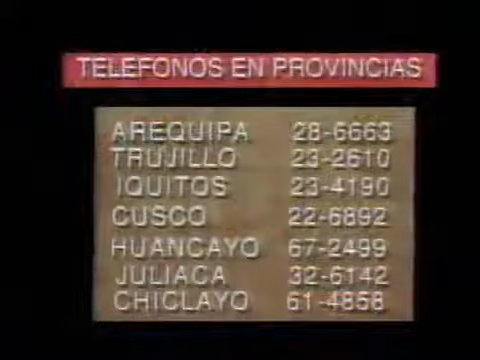 TELEFONOS EN PROVINCIAS
AREQUIPA 28-6663
TRUJILLO 23-2610
IQUITOS 23-4190
CUSCO 22-6892
HUANCAYO 67-2499
JULIACA 32-6142
CHICLAYO 61-4858